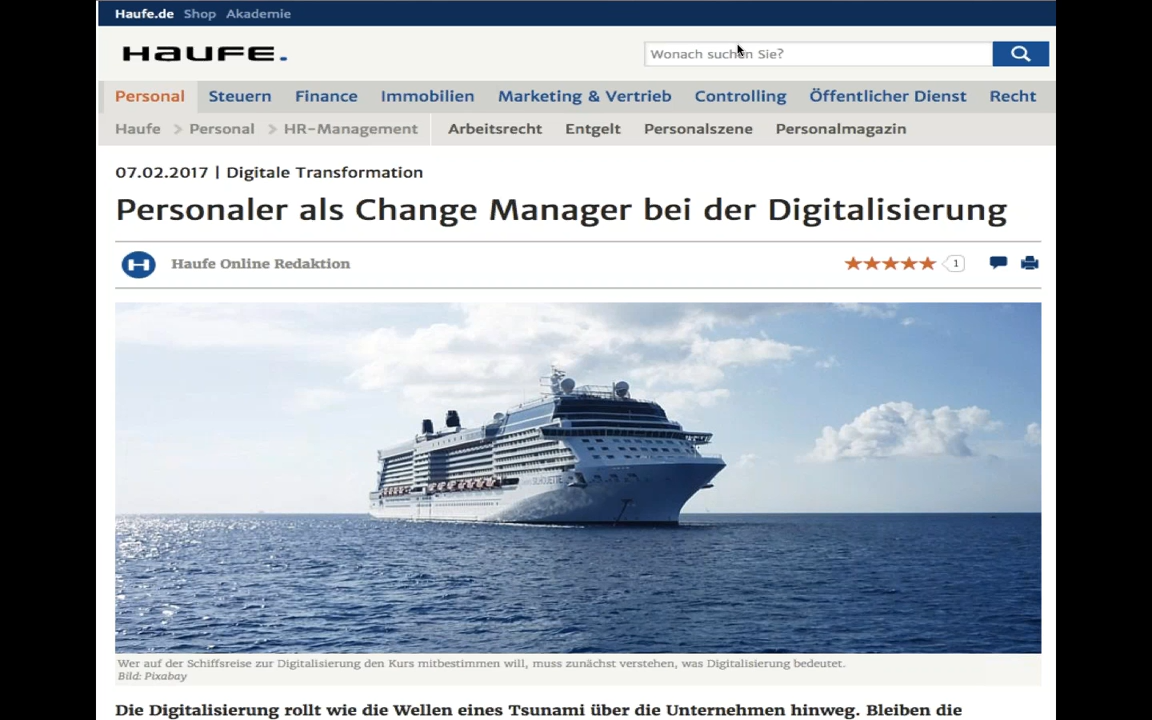 Haufe.de Shop Akademie
HAUFE.
Wonach suchen Sie?
Personal Steuern Finance Immobilien Marketing & Vertrieb Controlling Öffentlicher Dienst Recht
Haufe Personal HR-Management Arbeitsrecht Entgelt Personalszene Personalmagazin
07.02.2017 | Digitale Transformation
Personaler als Change Manager bei der Digitalisierung
H Haufe Online Redaktion 1
SILHOUETTE
Wer auf der Schiffsreise zur Digitalisierung den Kurs mitbestimmen will, muss zunächst verstehen, was Digitalisierung bedeutet.
Bild: Pixabay
Die Digitalisierung rollt wie die Wellen eines Tsunami über die Unternehmen hinweg. Bleiben die